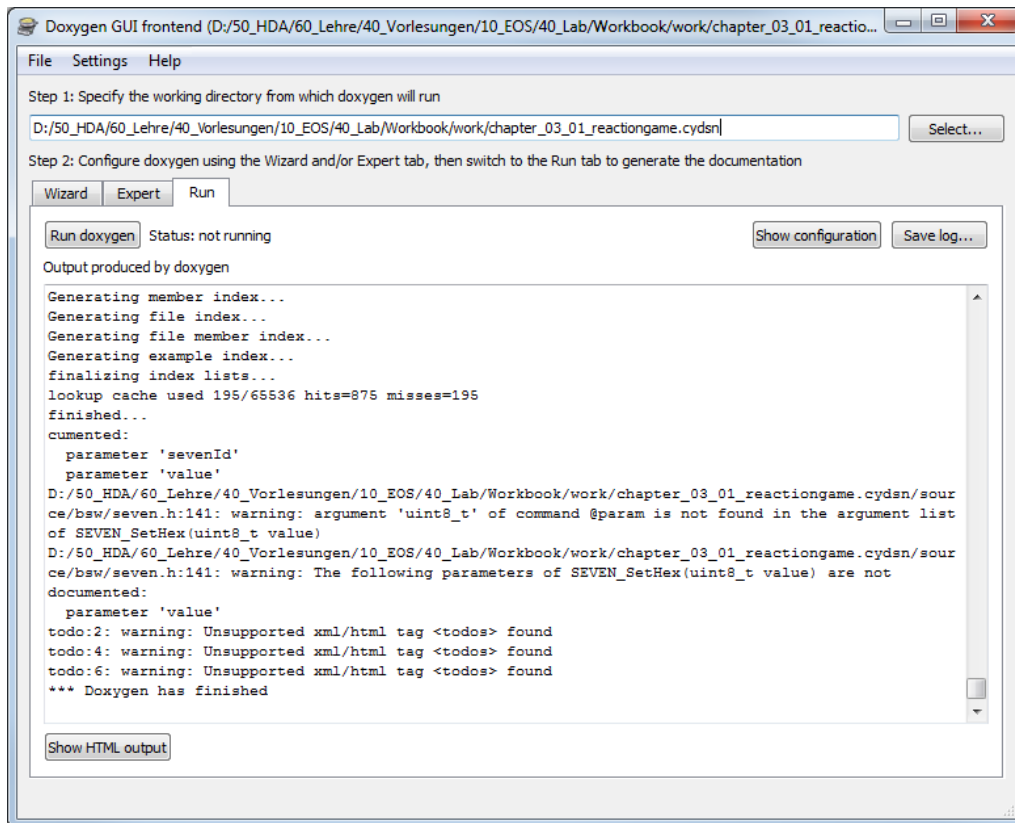 Doxygen GUI frontend (D:/50_HDA/60_Lehre/40_Vorlesungen/10_EOS/40_Lab/Workbook/work/chapter_03_01_reactio...
File Settings Help
Step 1: Specify the working directory from which doxygen will run
D:/50_HDA/60_Lehre/40_Vorlesungen/10_EOS/40_Lab/Workbook/work/chapter_03_01_reactiongame.cydsn
Select...
Step 2: Configure doxygen using the Wizard and/or Expert tab, then switch to the Run tab to generate the documentation
Wizard Expert Run
Run doxygen Status: not running Show configuration Save log...
Output produced by doxygen
Generating member index...
Generating file index...
Generating file member index...
Generating example index...
finalizing index lists...
lookup cache used 195/65536 hits=875 misses=195
finished...
cumented:
  parameter 'sevenId'
  parameter 'value'
D:/50_HDA/60_Lehre/40_Vorlesungen/10_EOS/40_Lab/Workbook/work/chapter_03_01_reactiongame.cydsn/sour
ce/bsw/seven.h:141: warning: argument 'uint8_t' of command @param is not found in the argument list
of SEVEN_SetHex(uint8_t value)
D:/50_HDA/60_Lehre/40_Vorlesungen/10_EOS/40_Lab/Workbook/work/chapter_03_01_reactiongame.cydsn/sour
ce/bsw/seven.h:141: warning: The following parameters of SEVEN_SetHex(uint8_t value) are not
documented:
  parameter 'value'
todo:2: warning: Unsupported xml/html tag <todos> found
todo:4: warning: Unsupported xml/html tag <todos> found
todo:6: warning: Unsupported xml/html tag <todos> found
*** Doxygen has finished
Show HTML output